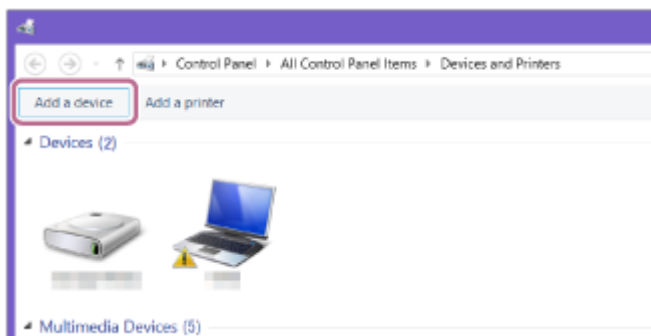 Control Panel All Control Panel Items Devices and Printers
Add a device Add a printer
Devices (2)
Multimedia Devices (5)